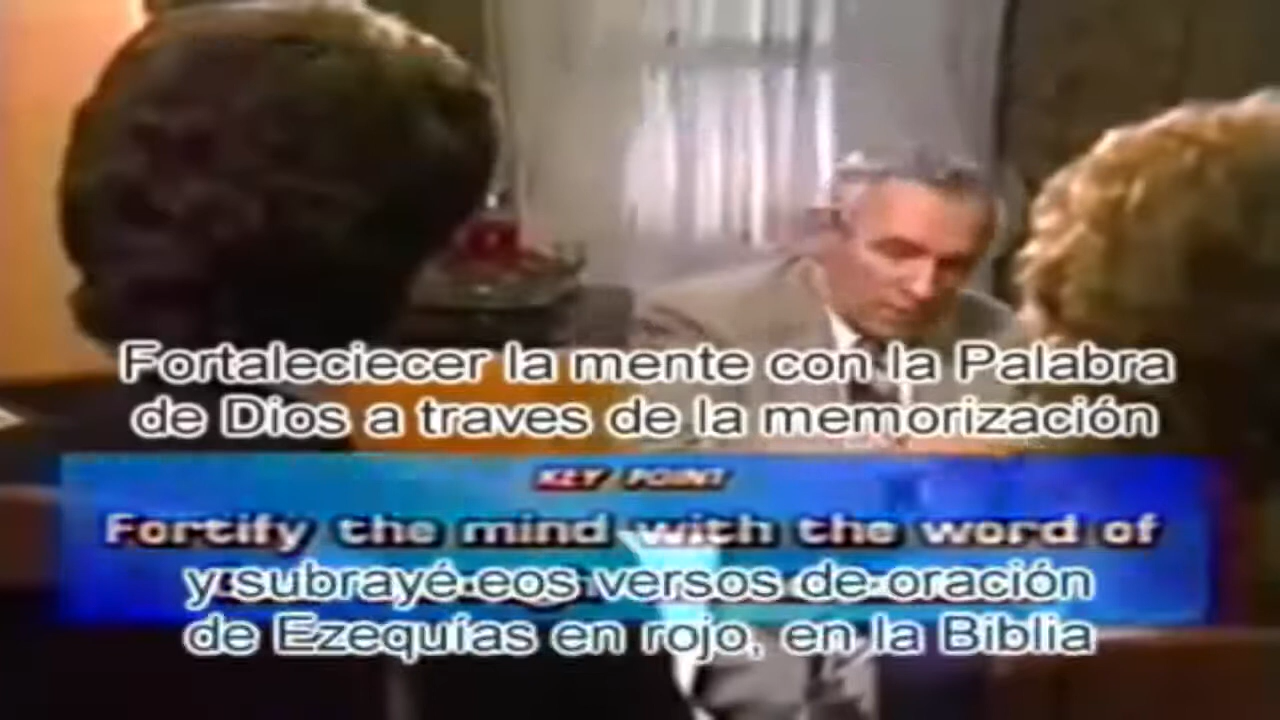 Fortaleciecer la mente con la Palabra
de Dios a traves de la memorización
KEY POINT
Fortify the mind with the word of
y subrayé eos versos de oración
de Ezequías en rojo, en la Biblia